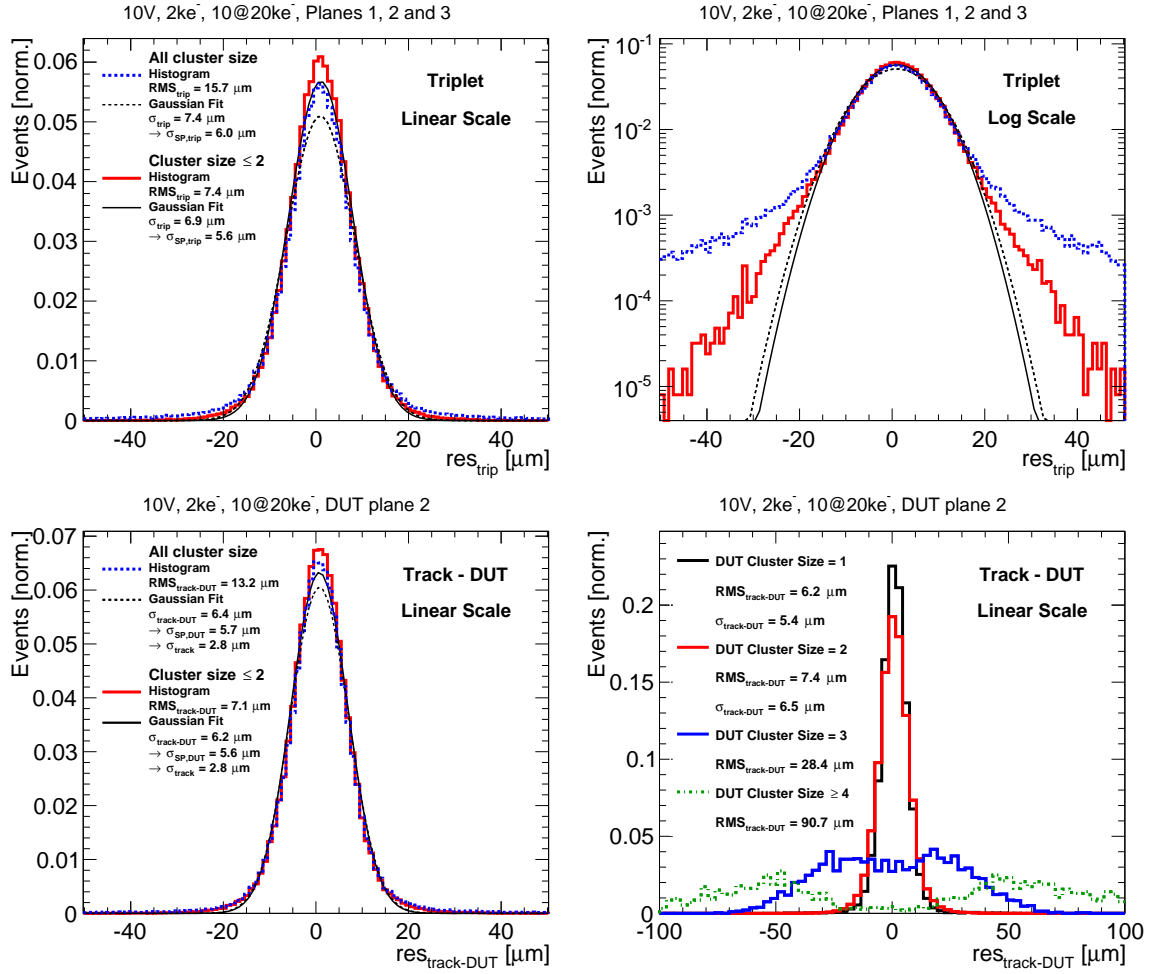 10V, 2ke⁻, 10@20ke⁻, Planes 1, 2 and 3
Events [norm.]
0.06
0.05
0.04
0.03
0.02
0.01
0
All cluster size
Histogram
RMS_trip = 15.7 μm
Gaussian Fit
σ_trip = 7.4 μm
→ σ_SP,trip = 6.0 μm
Cluster size ≤ 2
Histogram
RMS_trip = 7.4 μm
Gaussian Fit
σ_trip = 6.9 μm
→ σ_SP,trip = 5.6 μm
Triplet
Linear Scale
-40 -20 0 20 40
res_trip [μm]
10V, 2ke⁻, 10@20ke⁻, Planes 1, 2 and 3
Events [norm.]
10⁻¹
10⁻²
10⁻³
10⁻⁴
10⁻⁵
Triplet
Log Scale
-40 -20 0 20 40
res_trip [μm]
10V, 2ke⁻, 10@20ke⁻, DUT plane 2
Events [norm.]
0.07
0.06
0.05
0.04
0.03
0.02
0.01
0
All cluster size
Histogram
RMS_track-DUT = 13.2 μm
Gaussian Fit
σ_track-DUT = 6.4 μm
→ σ_SP,DUT = 5.7 μm
→ σ_track = 2.8 μm
Cluster size ≤ 2
Histogram
RMS_track-DUT = 7.1 μm
Gaussian Fit
σ_track-DUT = 6.2 μm
→ σ_SP,DUT = 5.6 μm
→ σ_track = 2.8 μm
Track - DUT
Linear Scale
-40 -20 0 20 40
res_track-DUT [μm]
10V, 2ke⁻, 10@20ke⁻, DUT plane 2
Events [norm.]
0.2
0.15
0.1
0.05
0
DUT Cluster Size = 1
RMS_track-DUT = 6.2 μm
σ_track-DUT = 5.4 μm
DUT Cluster Size = 2
RMS_track-DUT = 7.4 μm
σ_track-DUT = 6.5 μm
DUT Cluster Size = 3
RMS_track-DUT = 28.4 μm
DUT Cluster Size ≥ 4
RMS_track-DUT = 90.7 μm
Track - DUT
Linear Scale
-100 -50 0 50 100
res_track-DUT [μm]